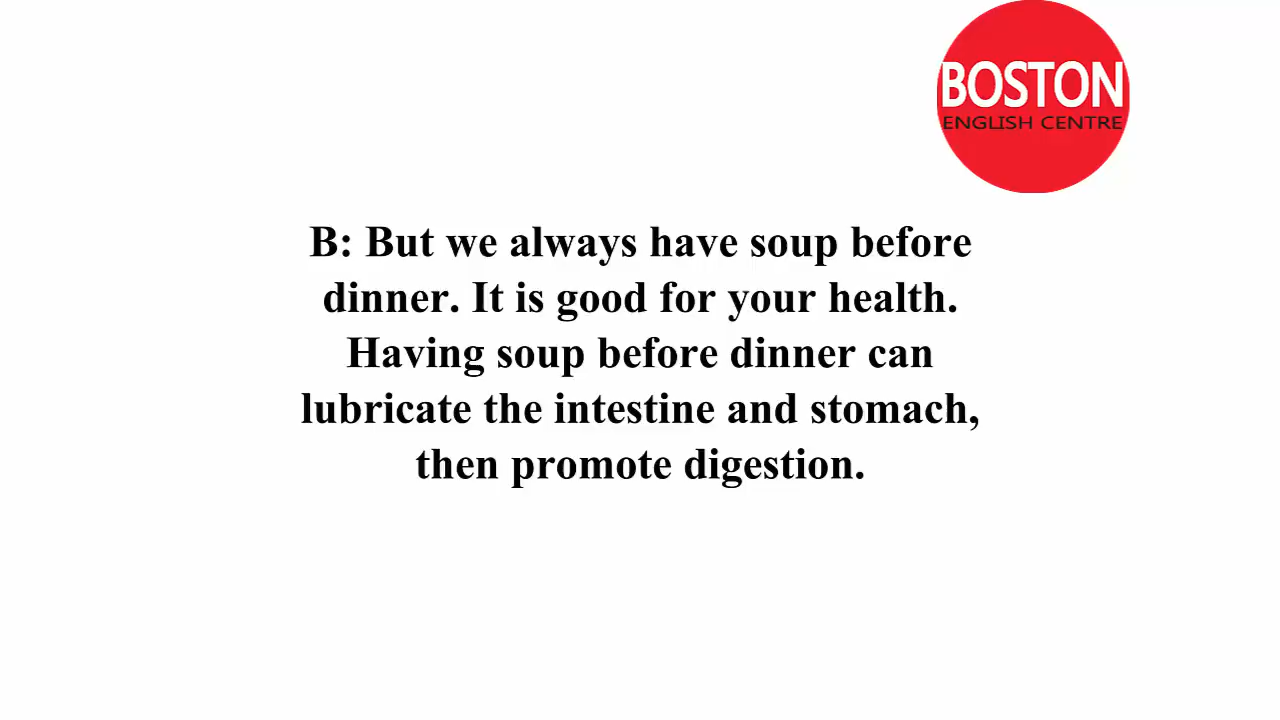 BOSTON
ENGLISH CENTRE
B: But we always have soup before
dinner. It is good for your health.
Having soup before dinner can
lubricate the intestine and stomach,
then promote digestion.